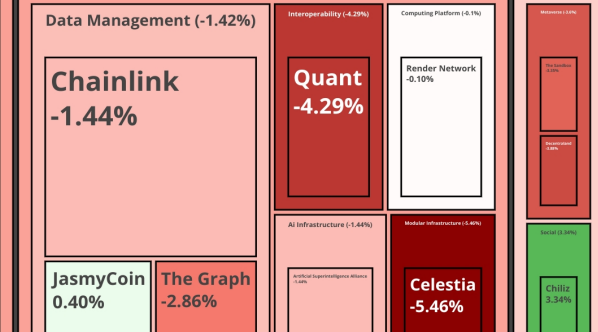 Data Management (-1.42%)
Chainlink
-1.44%
JasmyCoin
0.40%
The Graph
-2.86%
Interoperability (-4.29%)
Quant
-4.29%
Computing Platform (-0.1%)
Render Network
-0.10%
AI Infrastructure (-1.44%)
Artificial Superintelligence Alliance
-1.44%
Modular Infrastructure (-5.46%)
Celestia
-5.46%
Metaverse
The Sandbox
Decentraland
Social (3.34%)
Chiliz
3.34%